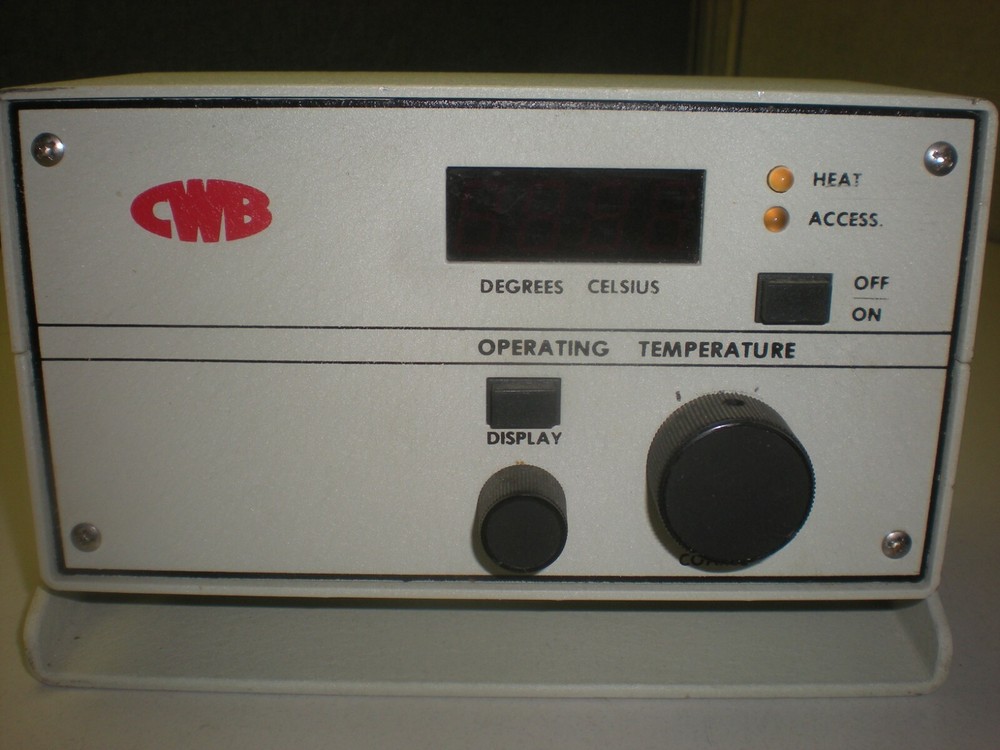 CWB
HEAT
ACCESS.
DEGREES CELSIUS
OFF
ON
OPERATING TEMPERATURE
DISPLAY